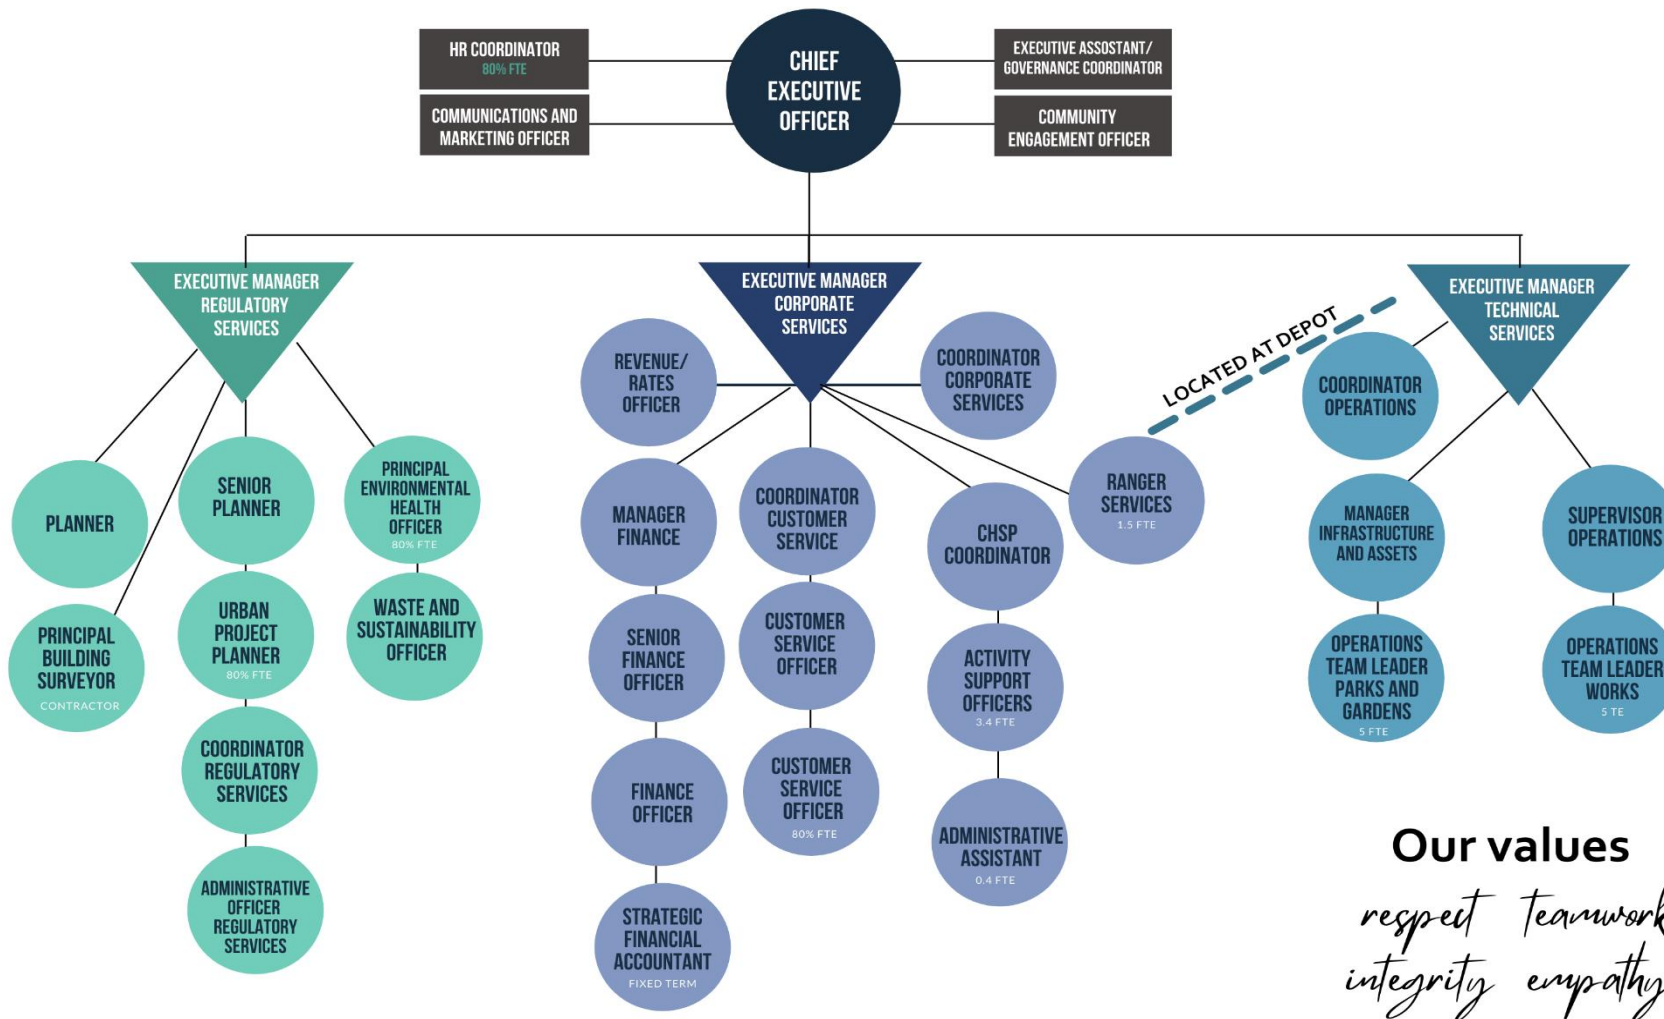 HR COORDINATOR
80% FTE
COMMUNICATIONS AND
MARKETING OFFICER
CHIEF
EXECUTIVE
OFFICER
EXECUTIVE ASSOSTANT/
GOVERNANCE COORDINATOR
COMMUNITY
ENGAGEMENT OFFICER
EXECUTIVE MANAGER
REGULATORY
SERVICES
PLANNER
PRINCIPAL
BUILDING
SURVEYOR
CONTRACTOR
SENIOR
PLANNER
URBAN
PROJECT
PLANNER
80% FTE
COORDINATOR
REGULATORY
SERVICES
ADMINISTRATIVE
OFFICER
REGULATORY
SERVICES
PRINCIPAL
ENVIRONMENTAL
HEALTH
OFFICER
80% FTE
WASTE AND
SUSTAINABILITY
OFFICER
EXECUTIVE MANAGER
CORPORATE
SERVICES
REVENUE/
RATES
OFFICER
COORDINATOR
CORPORATE
SERVICES
MANAGER
FINANCE
SENIOR
FINANCE
OFFICER
FINANCE
OFFICER
STRATEGIC
FINANCIAL
ACCOUNTANT
FIXED TERM
COORDINATOR
CUSTOMER
SERVICE
CUSTOMER
SERVICE
OFFICER
CUSTOMER
SERVICE
OFFICER
80% FTE
CHSP
COORDINATOR
ACTIVITY
SUPPORT
OFFICERS
3.4 FTE
ADMINISTRATIVE
ASSISTANT
0.4 FTE
RANGER
SERVICES
1.5 FTE
LOCATED AT DEPOT
EXECUTIVE MANAGER
TECHNICAL
SERVICES
COORDINATOR
OPERATIONS
MANAGER
INFRASTRUCTURE
AND ASSETS
OPERATIONS
TEAM LEADER
PARKS AND
GARDENS
5 FTE
SUPERVISOR
OPERATIONS
OPERATIONS
TEAM LEADER
WORKS
5 TE
Our values
respect teamwork
integrity empathy